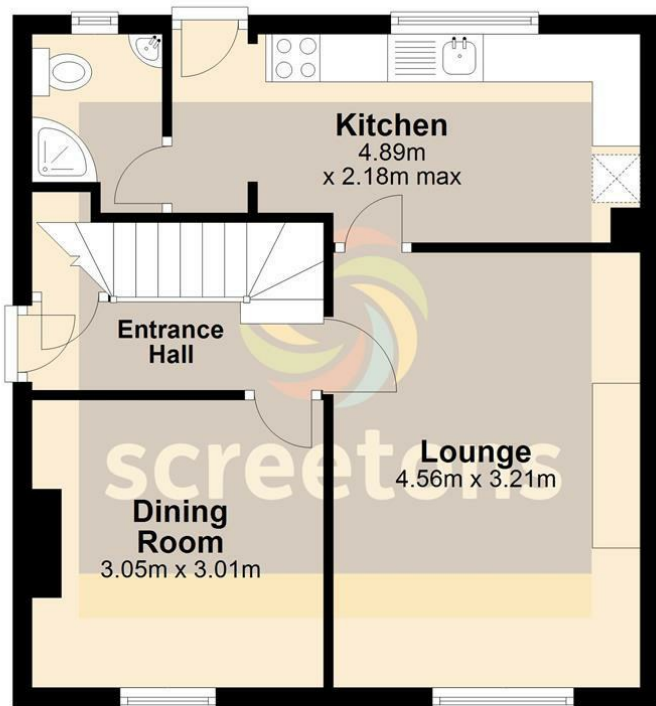 Kitchen
4.89m
x 2.18m max
Entrance
Hall
screetons
Lounge
4.56m x 3.21m
Dining
Room
3.05m x 3.01m